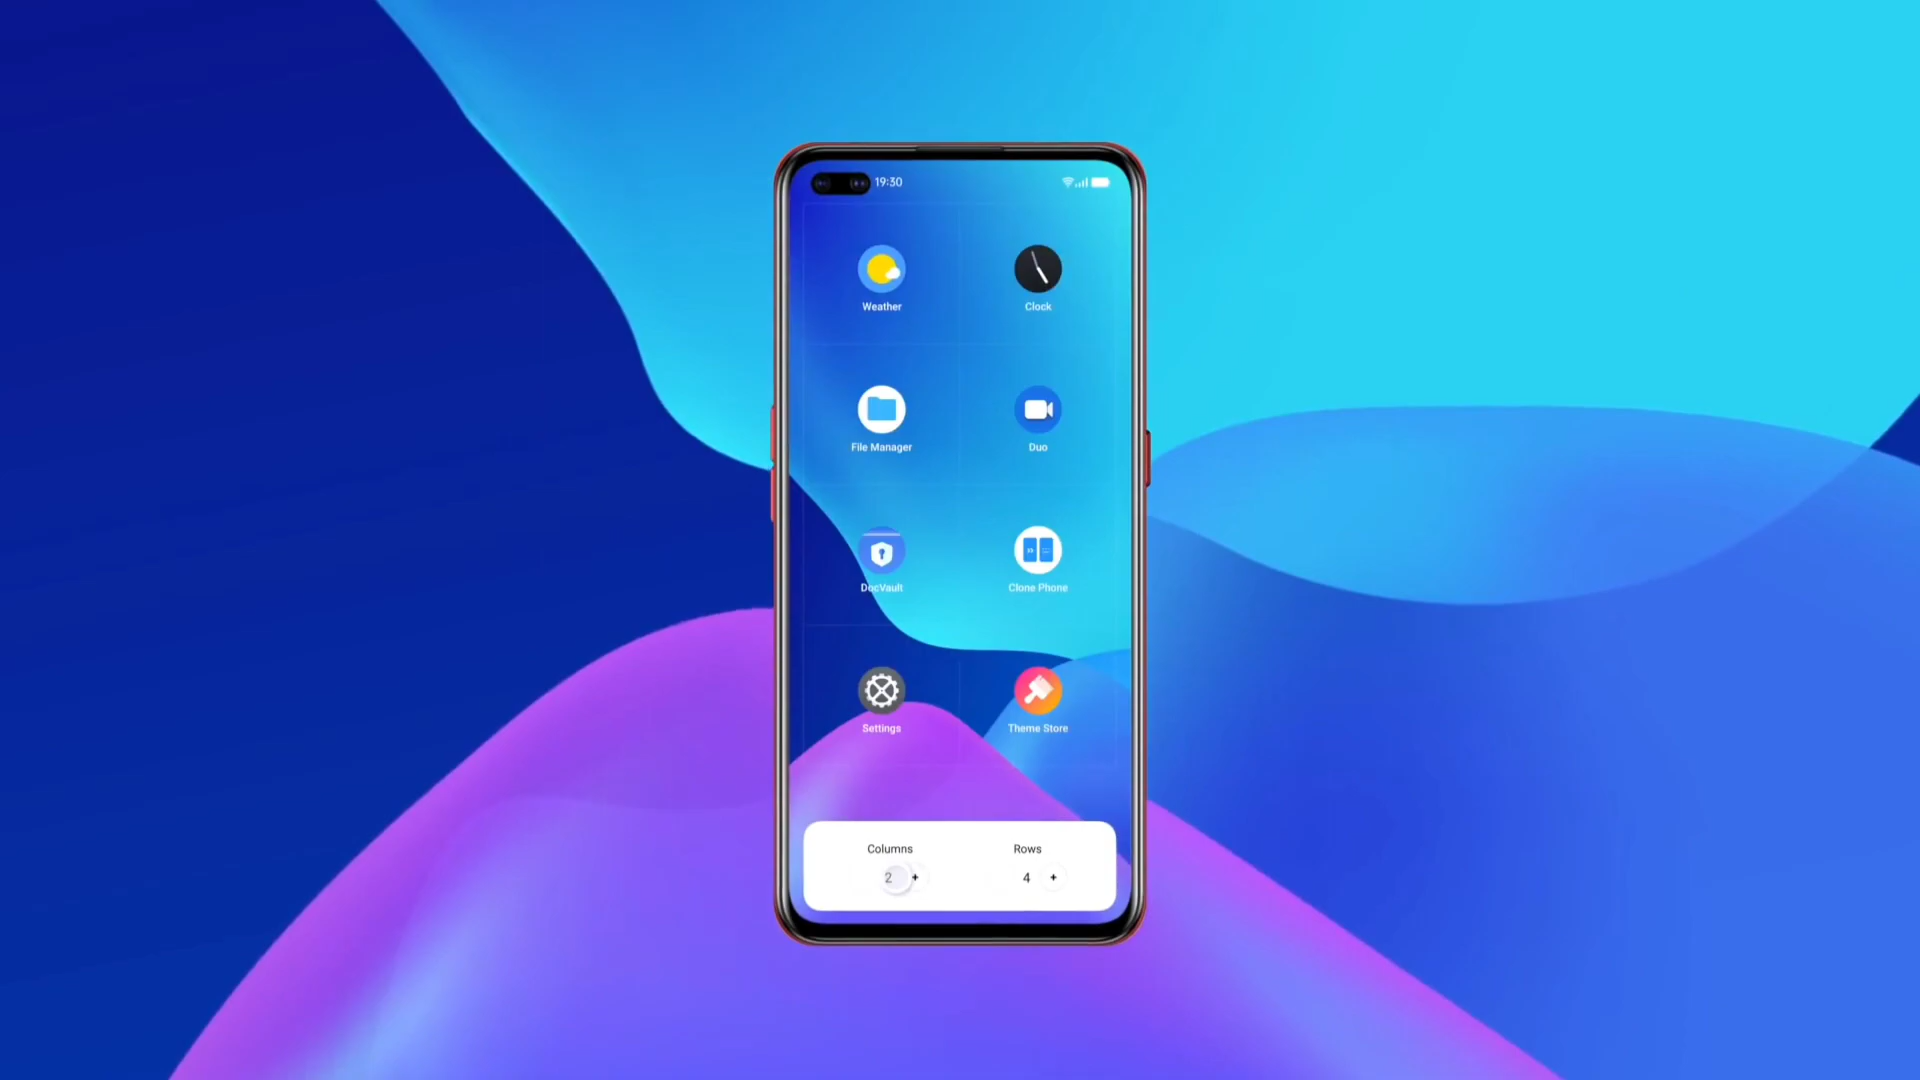 19:30
Weather
Clock
File Manager
Duo
DocVault
Clone Phone
Settings
Theme Store
Columns
Rows
2 +
4 +